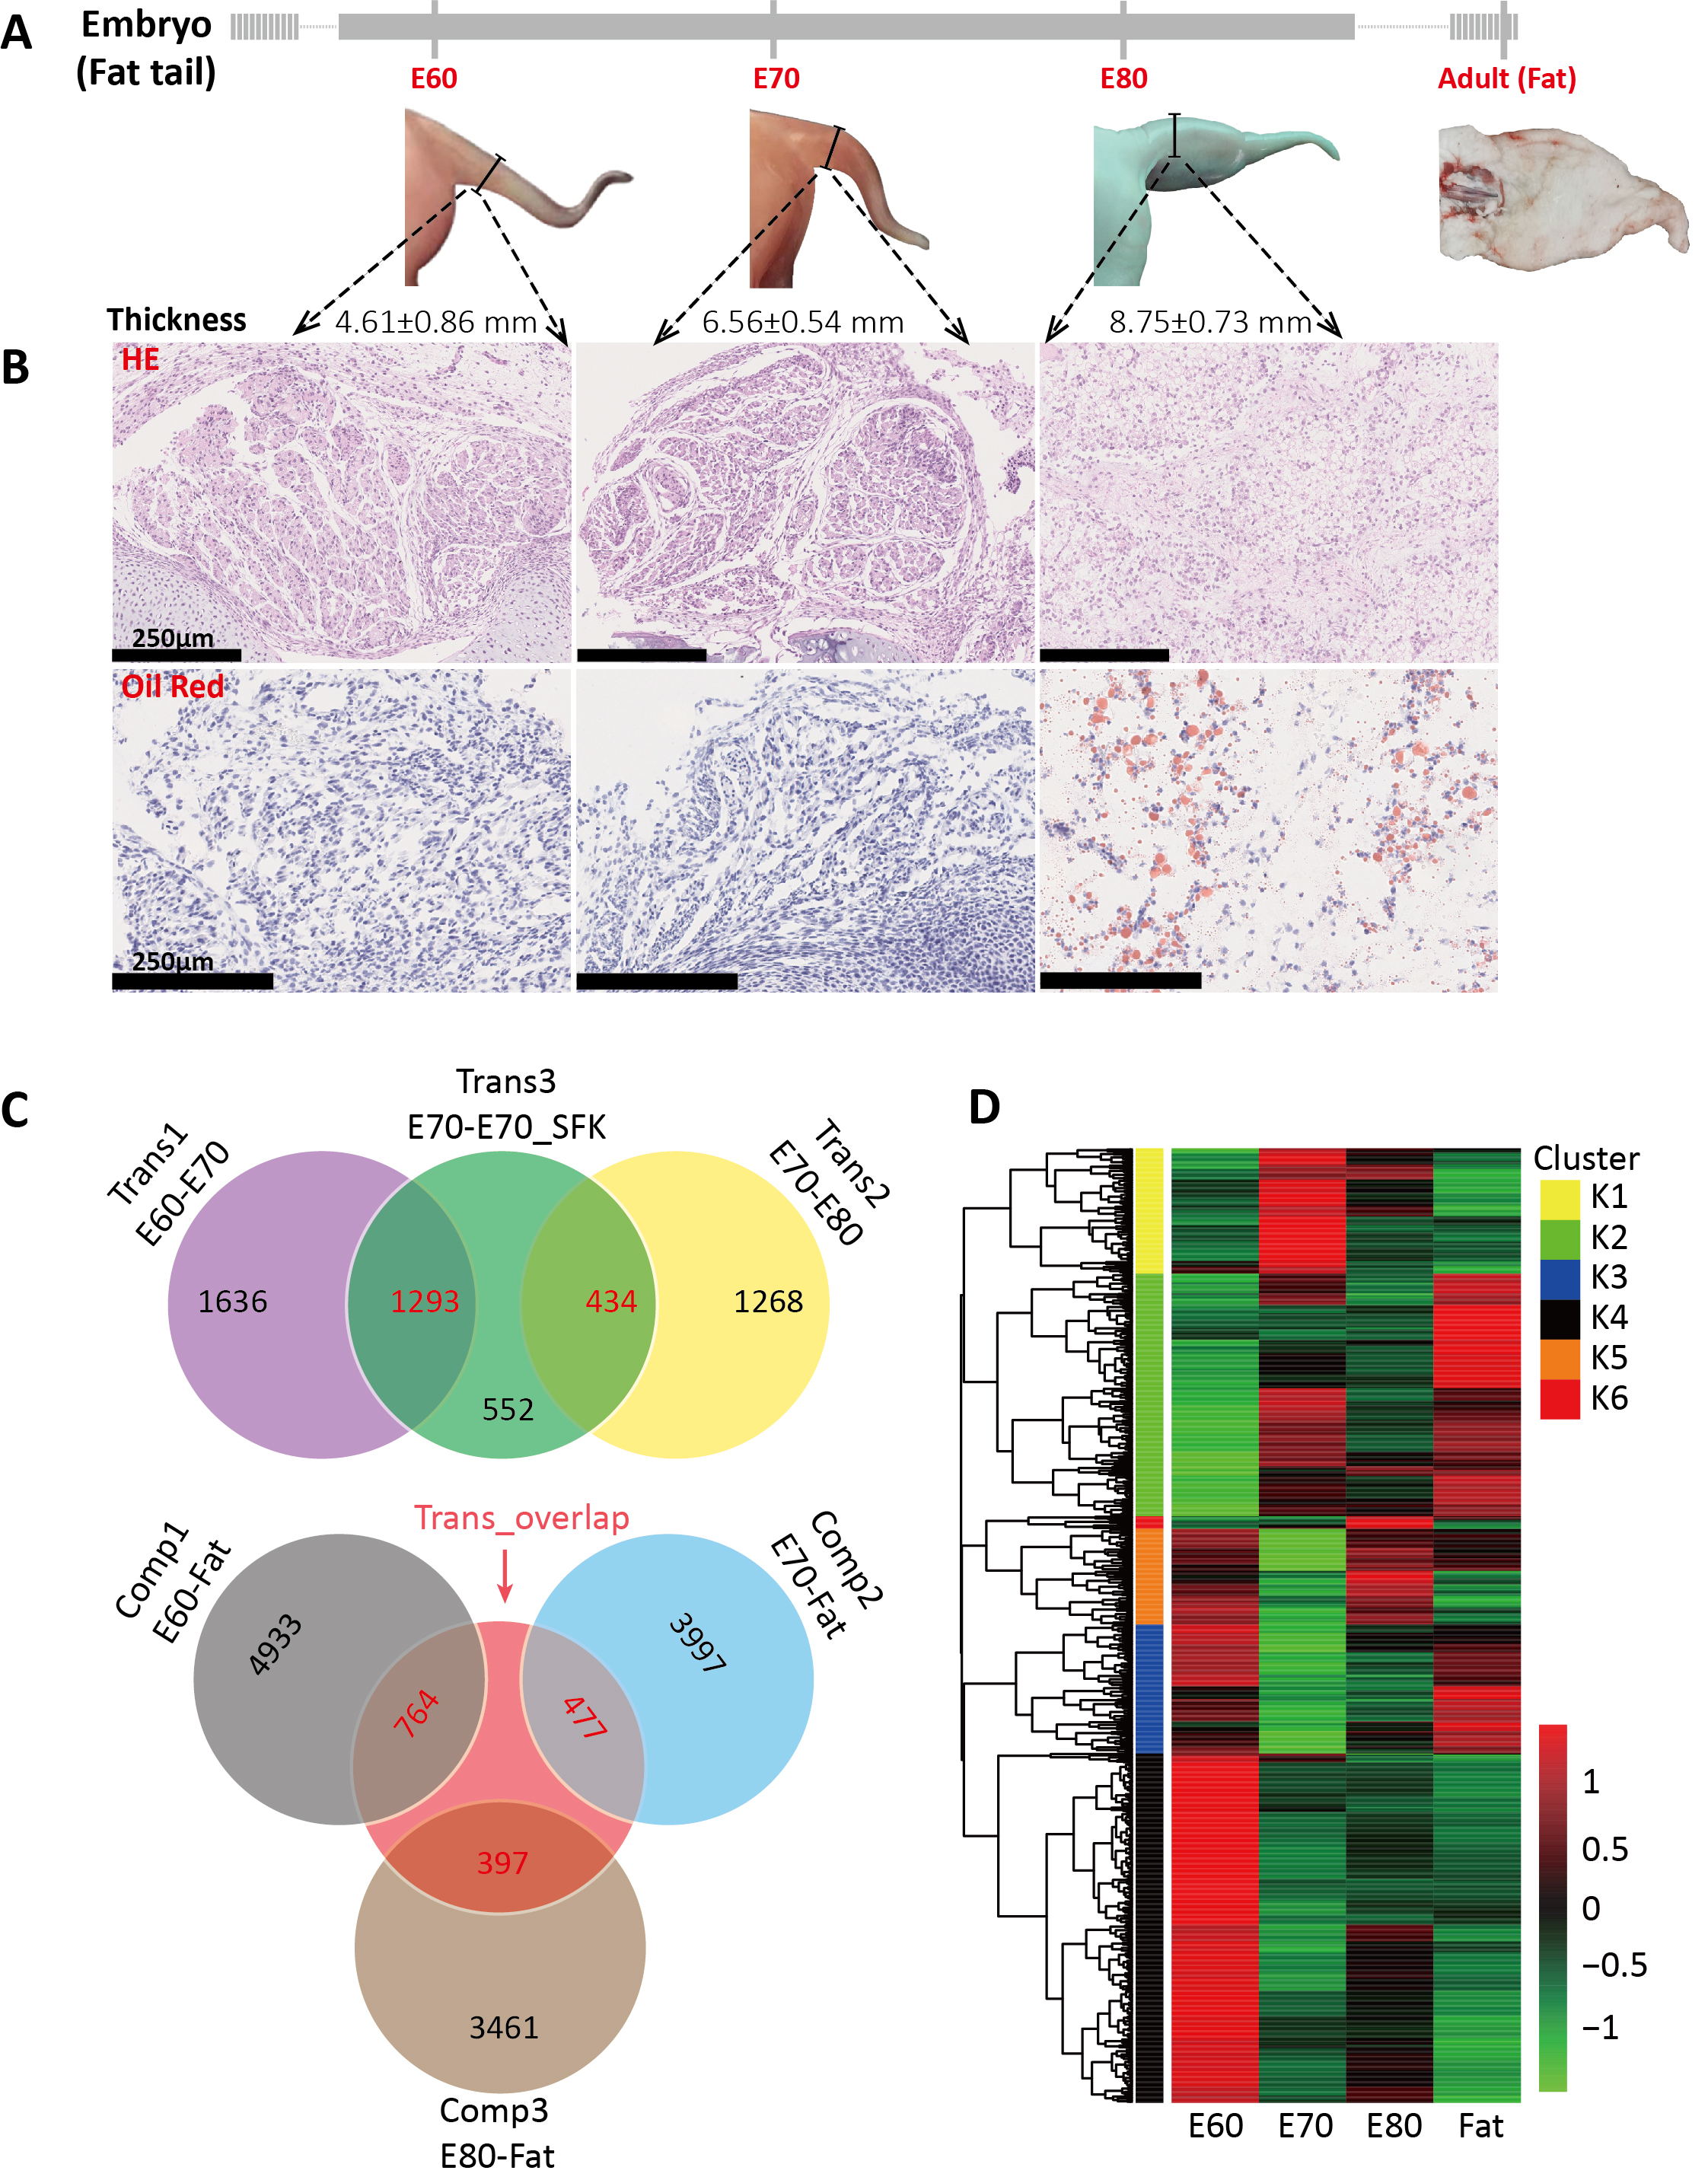 A
Embryo
(Fat tail)
E60
E70
E80
Adult (Fat)
Thickness
4.61±0.86 mm
6.56±0.54 mm
8.75±0.73 mm
B
HE
250μm
Oil Red
250μm
C
Trans1
E60-E70
Trans3
E70-E70_SFK
Trans2
E70-E80
1636
1293
434
1268
552
Trans_overlap
Comp1
E60-Fat
Comp2
E70-Fat
4933
3997
764
477
397
3461
Comp3
E80-Fat
D
Cluster
K1
K2
K3
K4
K5
K6
1
0.5
0
−0.5
−1
E60
E70
E80
Fat